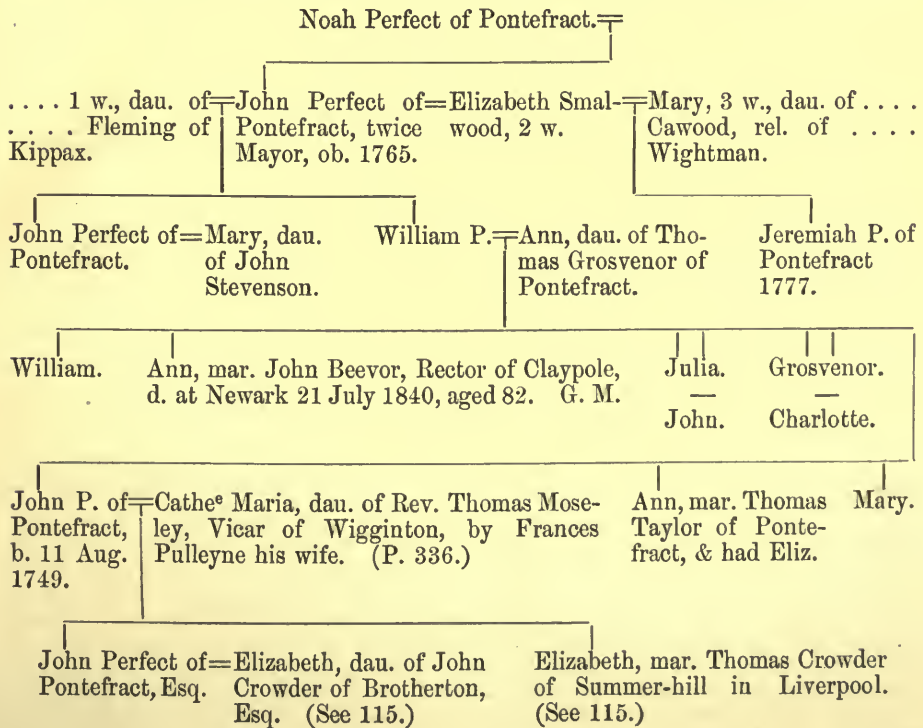 Noah Perfect of Pontefract.=
. . . . 1 w., dau. of=John Perfect of=Elizabeth Smal-=Mary, 3 w., dau. of . . . .
. . . . Fleming of Pontefract, twice wood, 2 w. Cawood, rel. of . . . .
Kippax. Mayor, ob. 1765. Wightman.
John Perfect of=Mary, dau. William P.=Ann, dau. of Tho- Jeremiah P. of
Pontefract. of John mas Grosvenor of Pontefract
Stevenson. Pontefract. 1777.
William. Ann, mar. John Beevor, Rector of Claypole, Julia. Grosvenor.
d. at Newark 21 July 1840, aged 82. G. M. — —
John. Charlotte.
John P. of=Cathe<sup>e</sup> Maria, dau. of Rev. Thomas Mose- Ann, mar. Thomas Mary.
Pontefract, ley, Vicar of Wigginton, by Frances Taylor of Ponte-
b. 11 Aug. Pulleyne his wife. (P. 336.) fract, & had Eliz.
1749.
John Perfect of=Elizabeth, dau. of John Elizabeth, mar. Thomas Crowder
Pontefract, Esq. Crowder of Brotherton, of Summer-hill in Liverpool.
Esq. (See 115.) (See 115.)